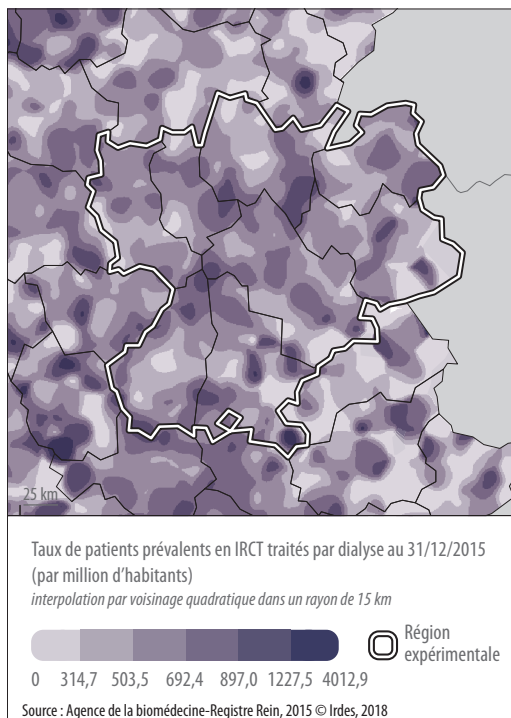 25 km
Taux de patients prévalents en IRCT traités par dialyse au 31/12/2015
(par million d’habitants)
interpolation par voisinage quadratique dans un rayon de 15 km
Région
expérimentale
0 314,7 503,5 692,4 897,0 1227,5 4012,9
Source : Agence de la biomédecine-Registre Rein, 2015 © Irdes, 2018